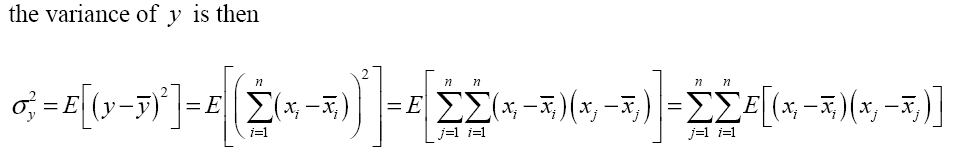 the variance of y is then
σ_y^2 = E[(y−y̅)^2] = E[(∑_{i=1}^{n}(x_i−x̅_i))^2] = E[∑_{j=1}^{n}∑_{i=1}^{n}(x_i−x̅_i)(x_j−x̅_j)] = ∑_{j=1}^{n}∑_{i=1}^{n}E[(x_i−x̅_i)(x_j−x̅_j)]